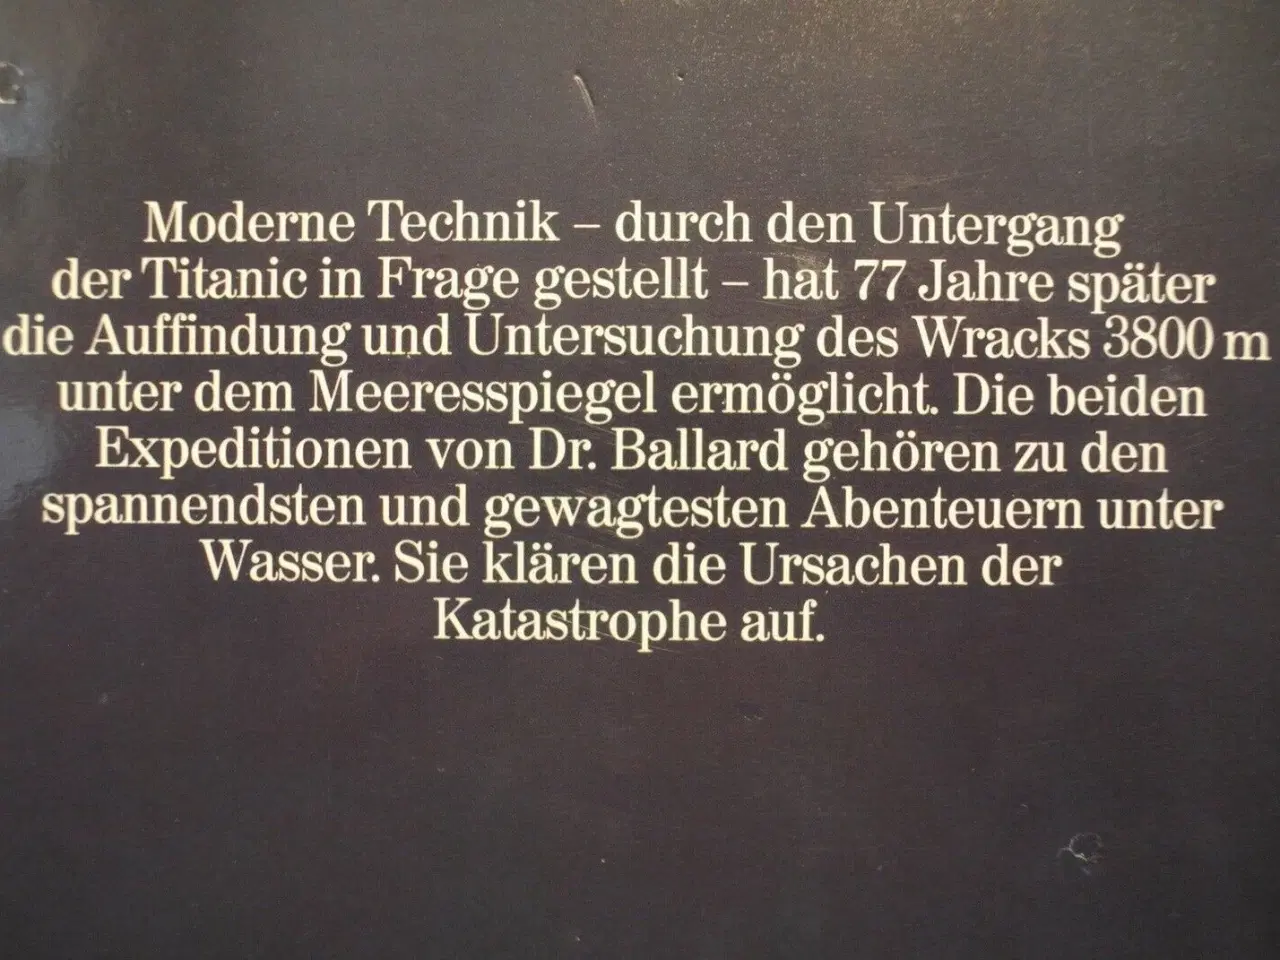 Moderne Technik – durch den Untergang
der Titanic in Frage gestellt – hat 77 Jahre später
die Auffindung und Untersuchung des Wracks 3800 m
unter dem Meeresspiegel ermöglicht. Die beiden
Expeditionen von Dr. Ballard gehören zu den
spannendsten und gewagtesten Abenteuern unter
Wasser. Sie klären die Ursachen der
Katastrophe auf.